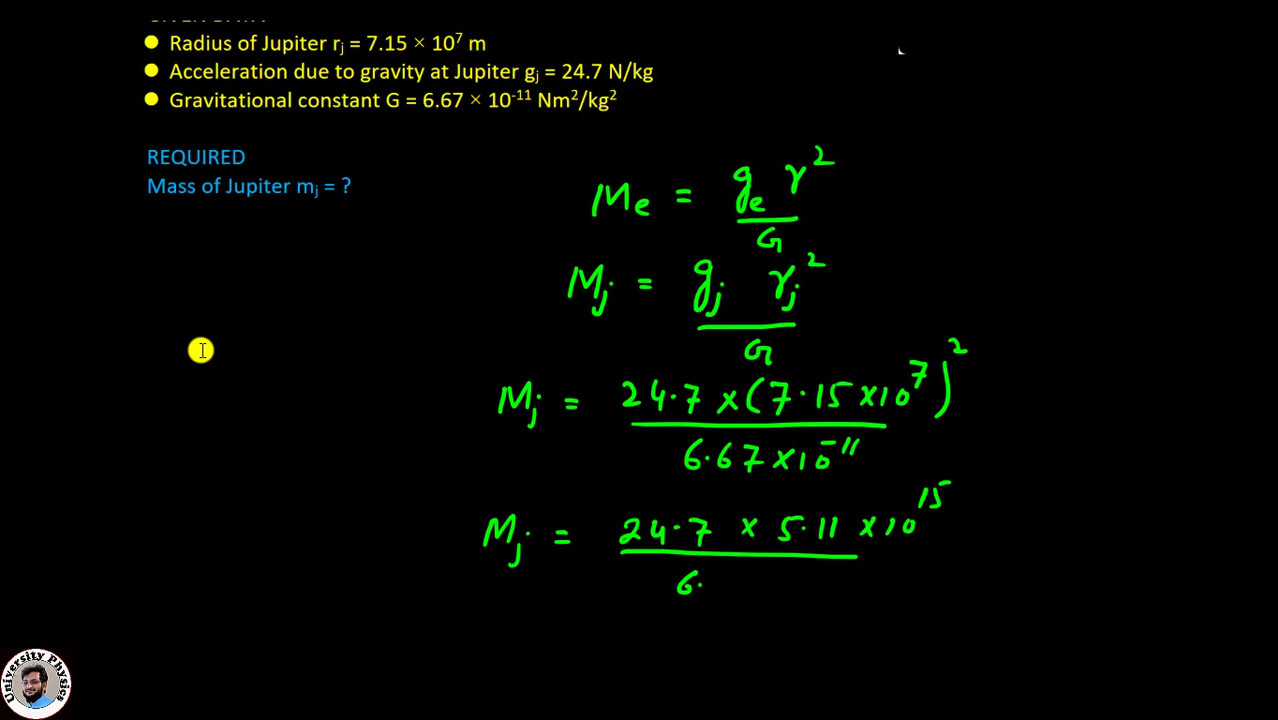 ● Radius of Jupiter rj = 7.15 × 10⁷ m
● Acceleration due to gravity at Jupiter gj = 24.7 N/kg
● Gravitational constant G = 6.67 × 10⁻¹¹ Nm²/kg²
REQUIRED
Mass of Jupiter mj = ?
Me = ge r² / G
Mj = gj rj² / G
Mj = 24.7 × (7.15 × 10⁷)² / 6.67 × 10⁻¹¹
Mj = 24.7 × 5.11 × 10¹⁵ / 6.
University Physics